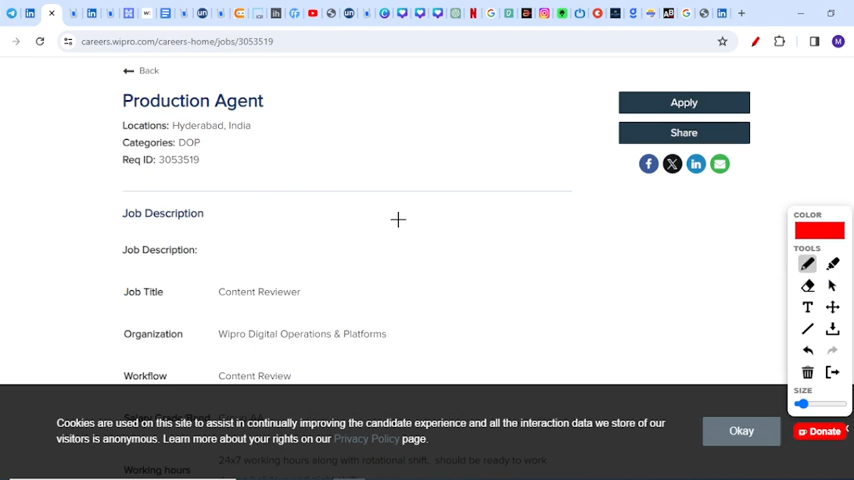 careers.wipro.com/careers-home/jobs/3053519
M
Back
Production Agent
Locations: Hyderabad, India
Categories: DOP
Req ID: 3053519
Apply
Share
Job Description
Job Description:
Job Title Content Reviewer
Organization Wipro Digital Operations & Platforms
Workflow Content Review
Cookies are used on this site to assist in continually improving the candidate experience and all the interaction data we store of our
visitors is anonymous. Learn more about your rights on our Privacy Policy page.
Okay
Working hours 24x7 working hours along with rotational shift, should be ready to work
COLOR
TOOLS
SIZE
Donate